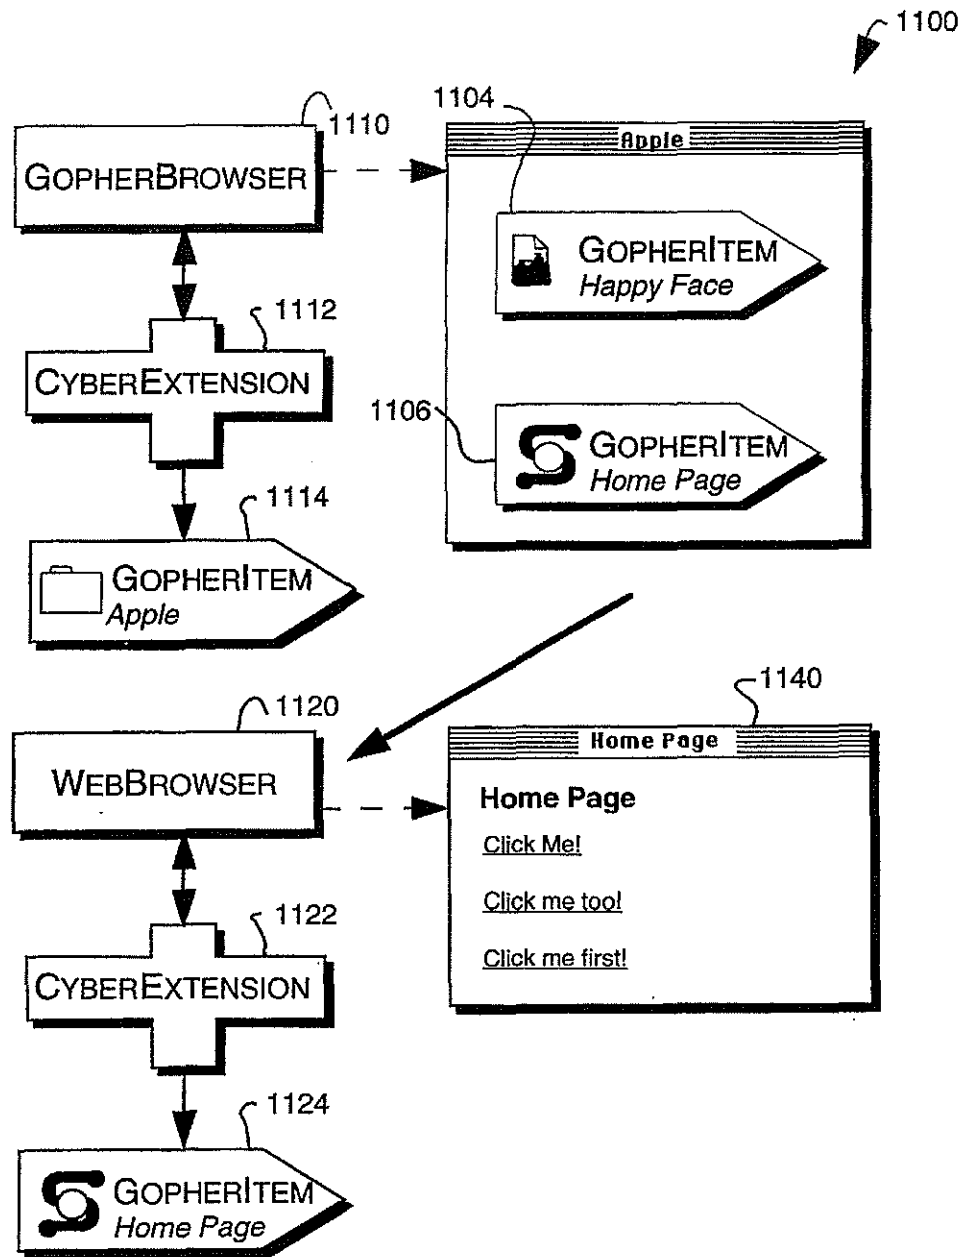 1100
1104
1110
Apple
GOPHERBROWSER
GOPHERITEM
Happy Face
1112
CYBEREXTENSION
1106
GOPHERITEM
Home Page
1114
GOPHERITEM
Apple
1120
1140
Home Page
WEBBROWSER
Home Page
Click Me!
Click me too!
Click me first!
1122
CYBEREXTENSION
1124
GOPHERITEM
Home Page